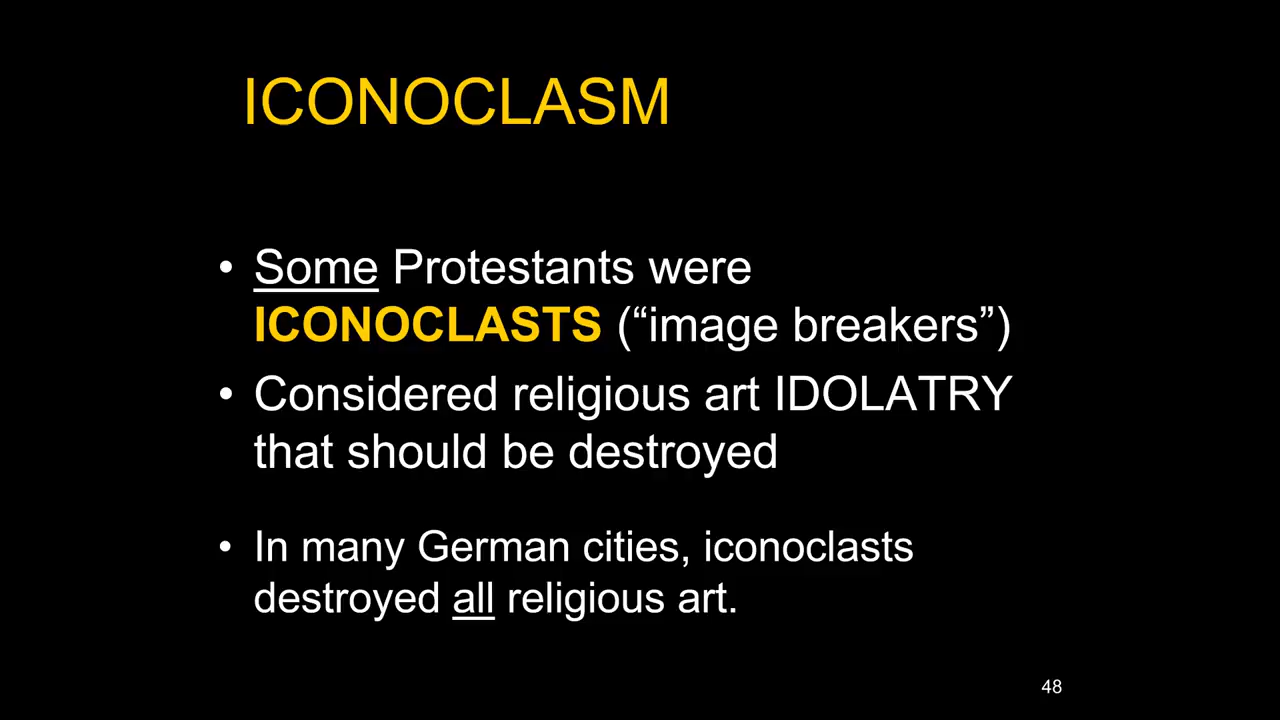 ICONOCLASM
• Some Protestants were
ICONOCLASTS (“image breakers”)
• Considered religious art IDOLATRY
that should be destroyed
• In many German cities, iconoclasts
destroyed all religious art.
48